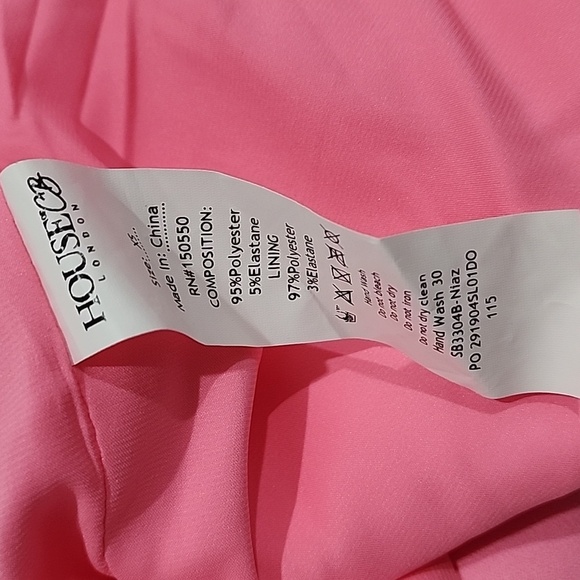 HOUSE OF CB
LONDON
Size:...XS...
Made In: China
RN#150550
COMPOSITION:
95%Polyester
5%Elastane
LINING
97%Polyester
3%Elastane
Hand Wash
Do not bleach
Do not dry
Do not iron
Do not dry clean
Hand Wash 30
SB3304B-Niaz
PO 291904SL01DO
115